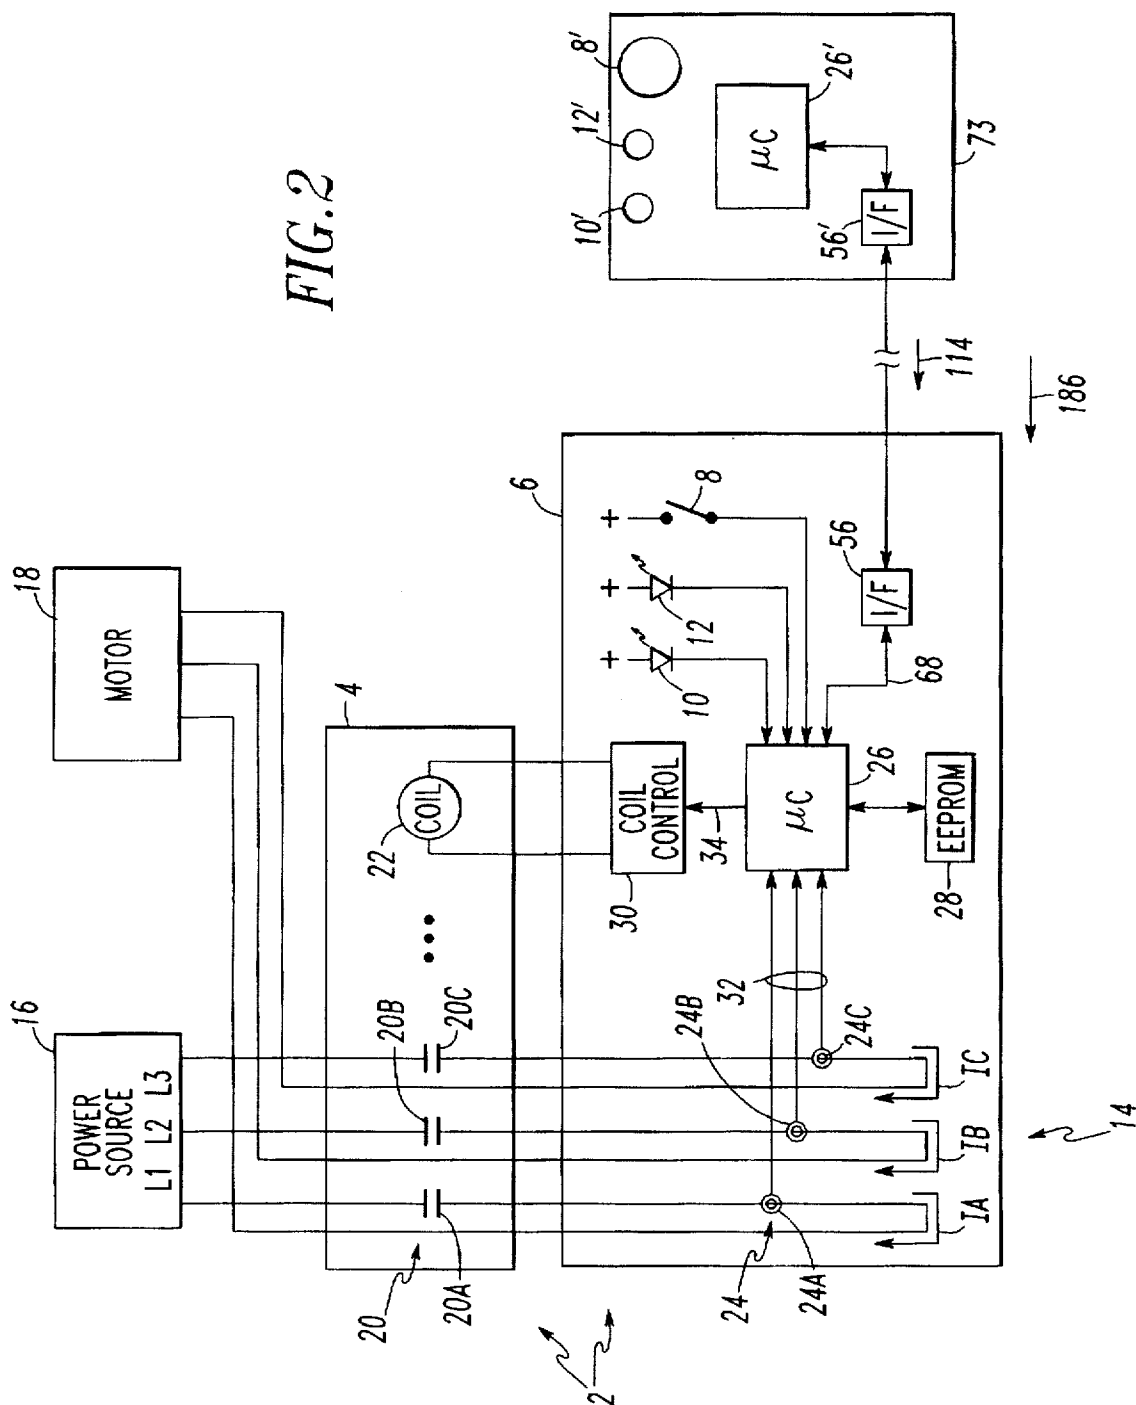 FIG.2
16
POWER
SOURCE
L1 L2 L3
18
MOTOR
4
20
20A
20B
20C
22
COIL
2
6
30
COIL
CONTROL
34
10
12
8
+
+
+
μC
26
EEPROM
28
68
I/F
56
32
24
24A
24B
24C
IA
IB
IC
14
114
186
10'
12'
8'
μC
26'
I/F
56'
73